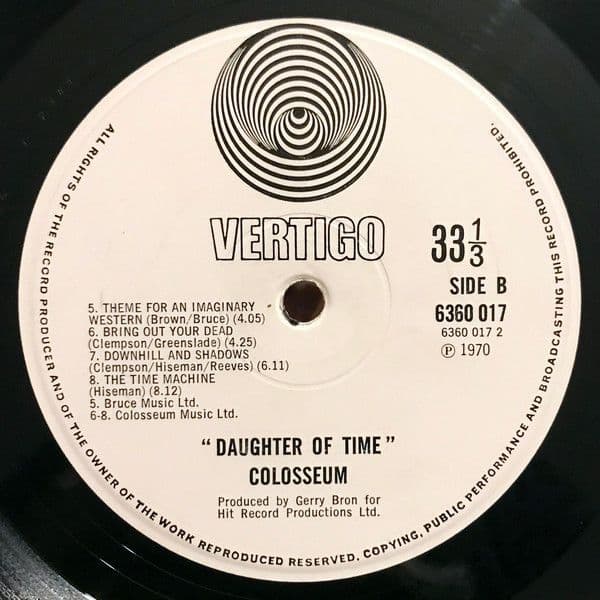 VERTIGO
33 1/3
SIDE B
6360 017
6360 017 2
Ⓟ 1970
5. THEME FOR AN IMAGINARY
WESTERN (Brown/Bruce) (4.05)
6. BRING OUT YOUR DEAD
(Clempson/Greenslade) (4.25)
7. DOWNHILL AND SHADOWS
(Clempson/Hiseman/Reeves) (6.11)
8. THE TIME MACHINE
(Hiseman) (8.12)
5. Bruce Music Ltd.
6-8. Colosseum Music Ltd.
"DAUGHTER OF TIME"
COLOSSEUM
Produced by Gerry Bron for
Hit Record Productions Ltd.
ALL RIGHTS OF THE RECORD PRODUCER AND OF THE OWNER OF THE WORK REPRODUCED RESERVED. COPYING, PUBLIC PERFORMANCE AND BROADCASTING THIS RECORD PROHIBITED.